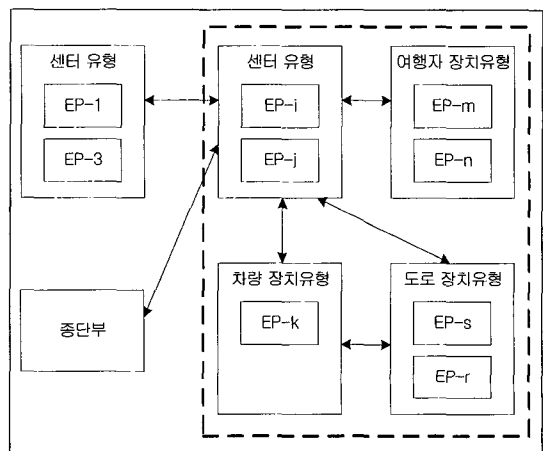 센터 유형
EP-1
EP-3
센터 유형
EP-i
EP-j
여행자 장치유형
EP-m
EP-n
종단부
차량 장치유형
EP-k
도로 장치유형
EP-s
EP-r